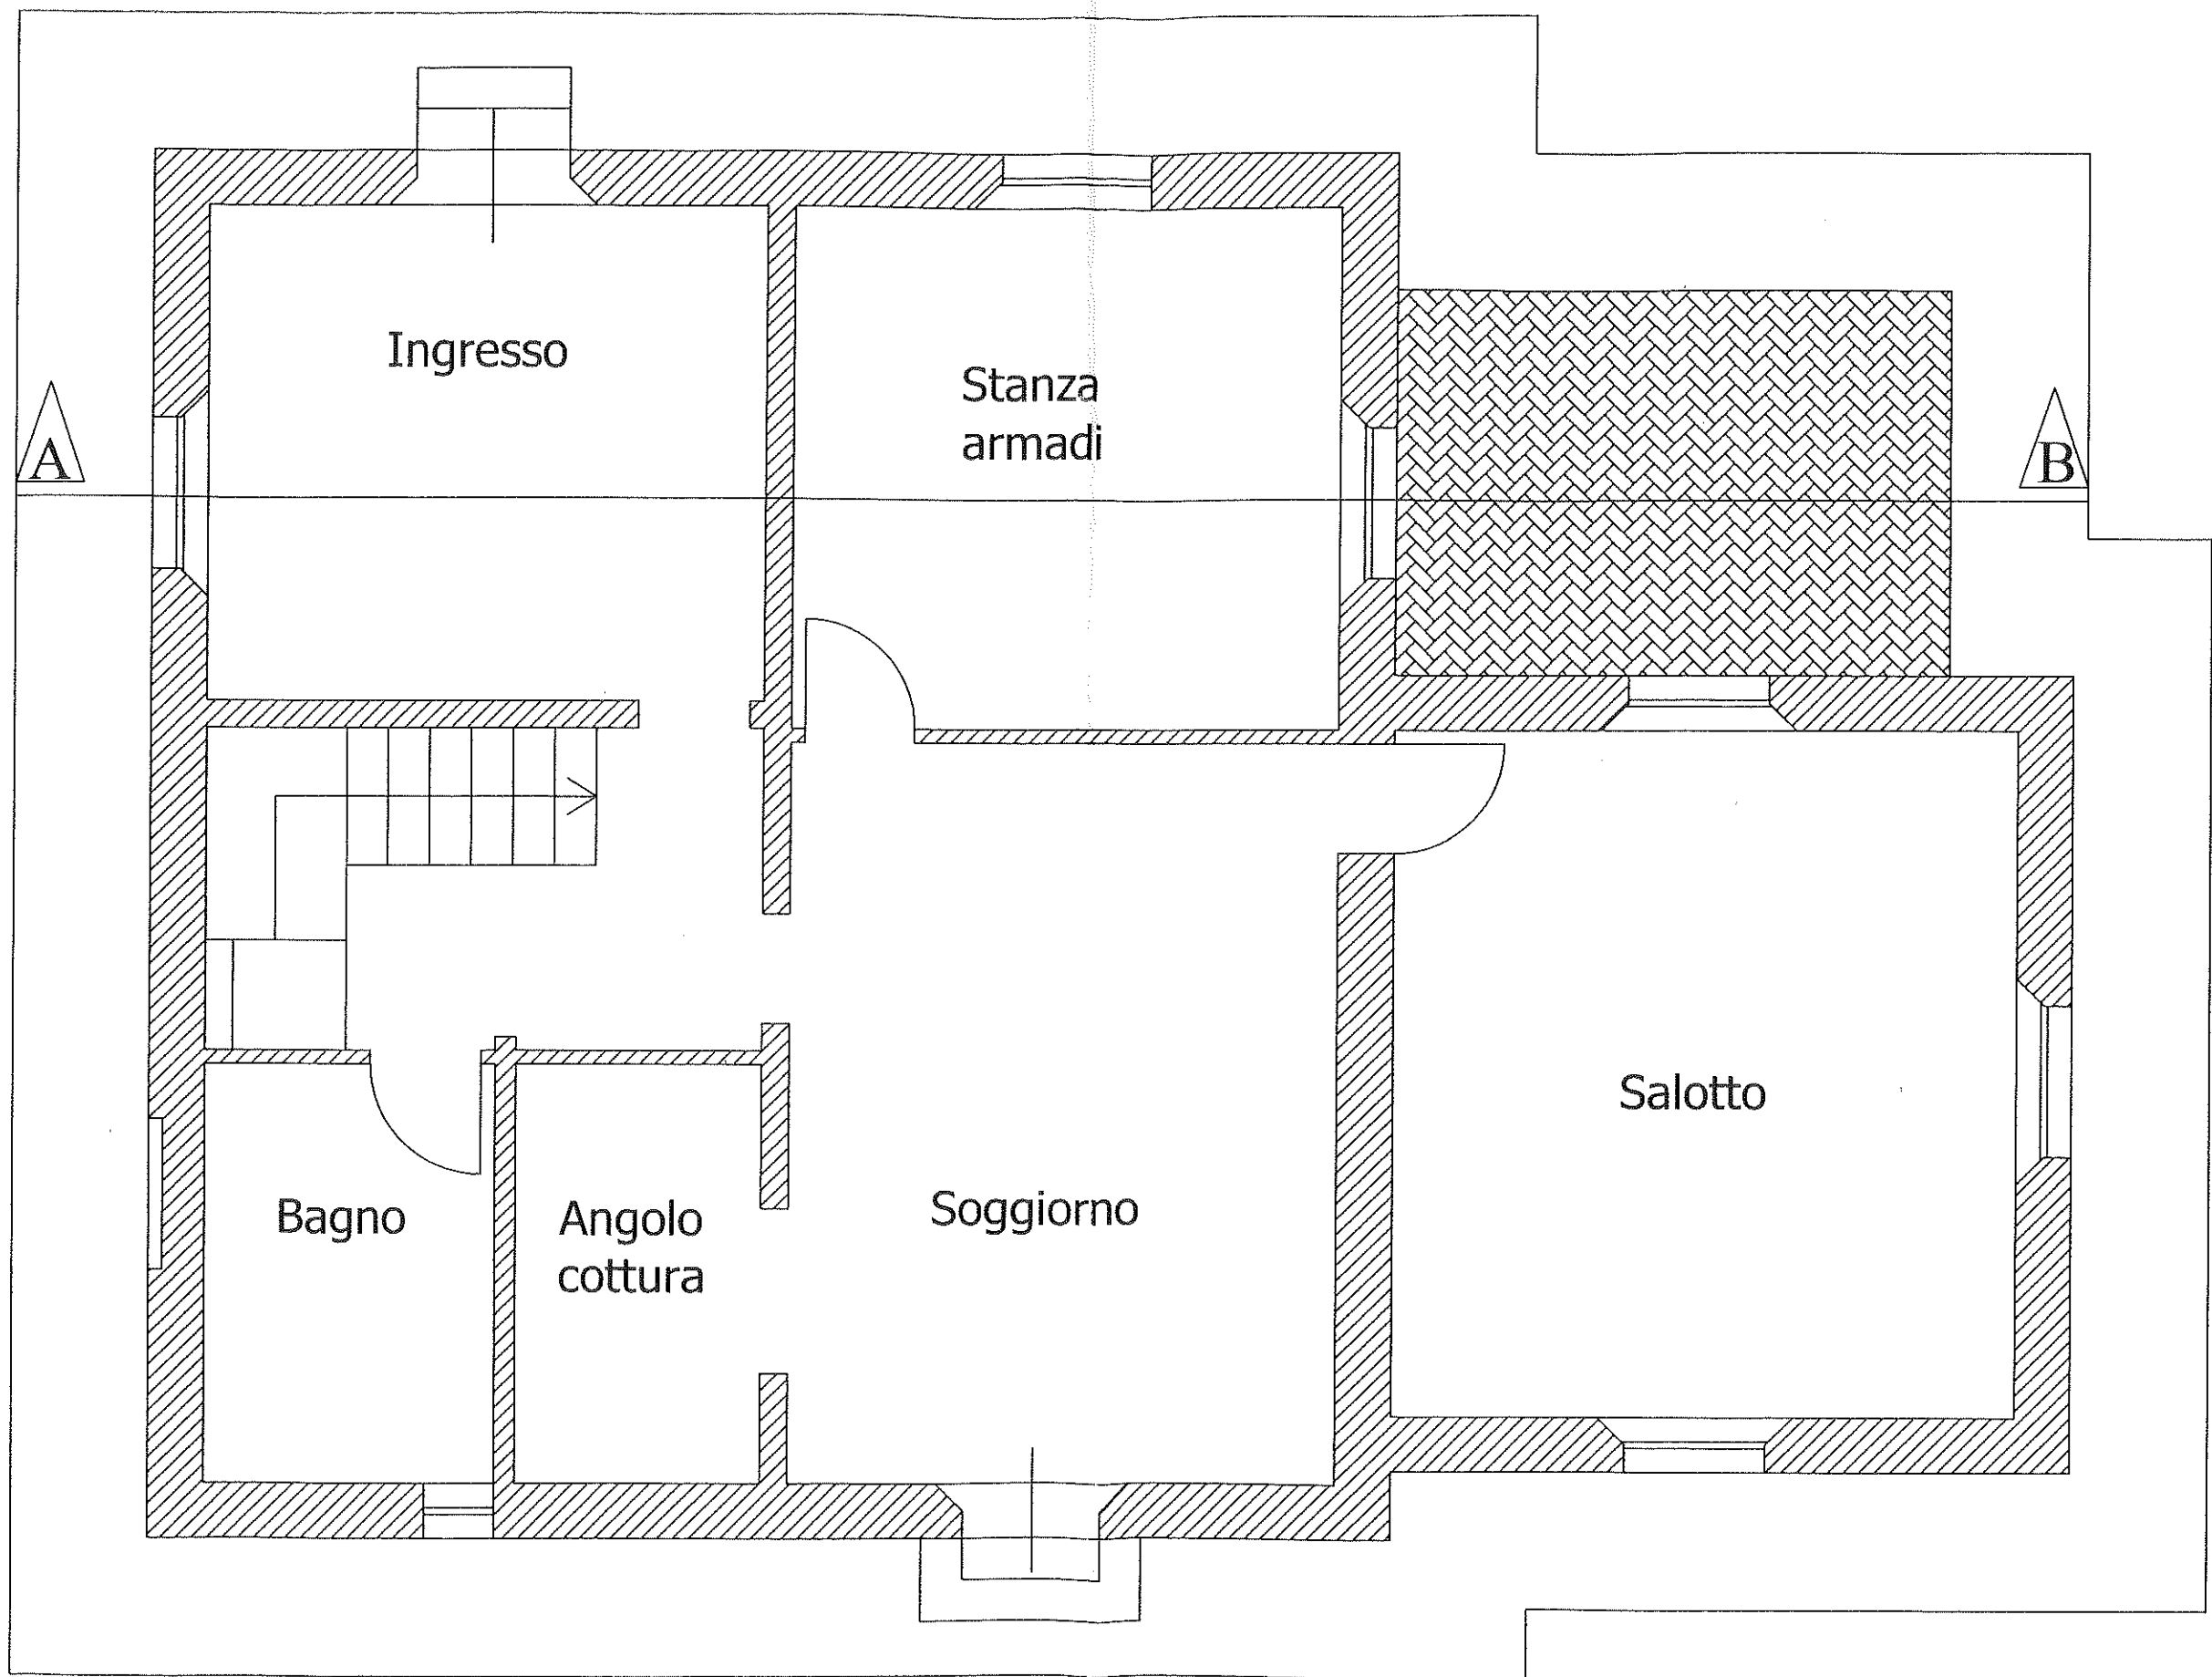 Ingresso
Stanza
armadi
A
B
Salotto
Bagno
Angolo
cottura
Soggiorno